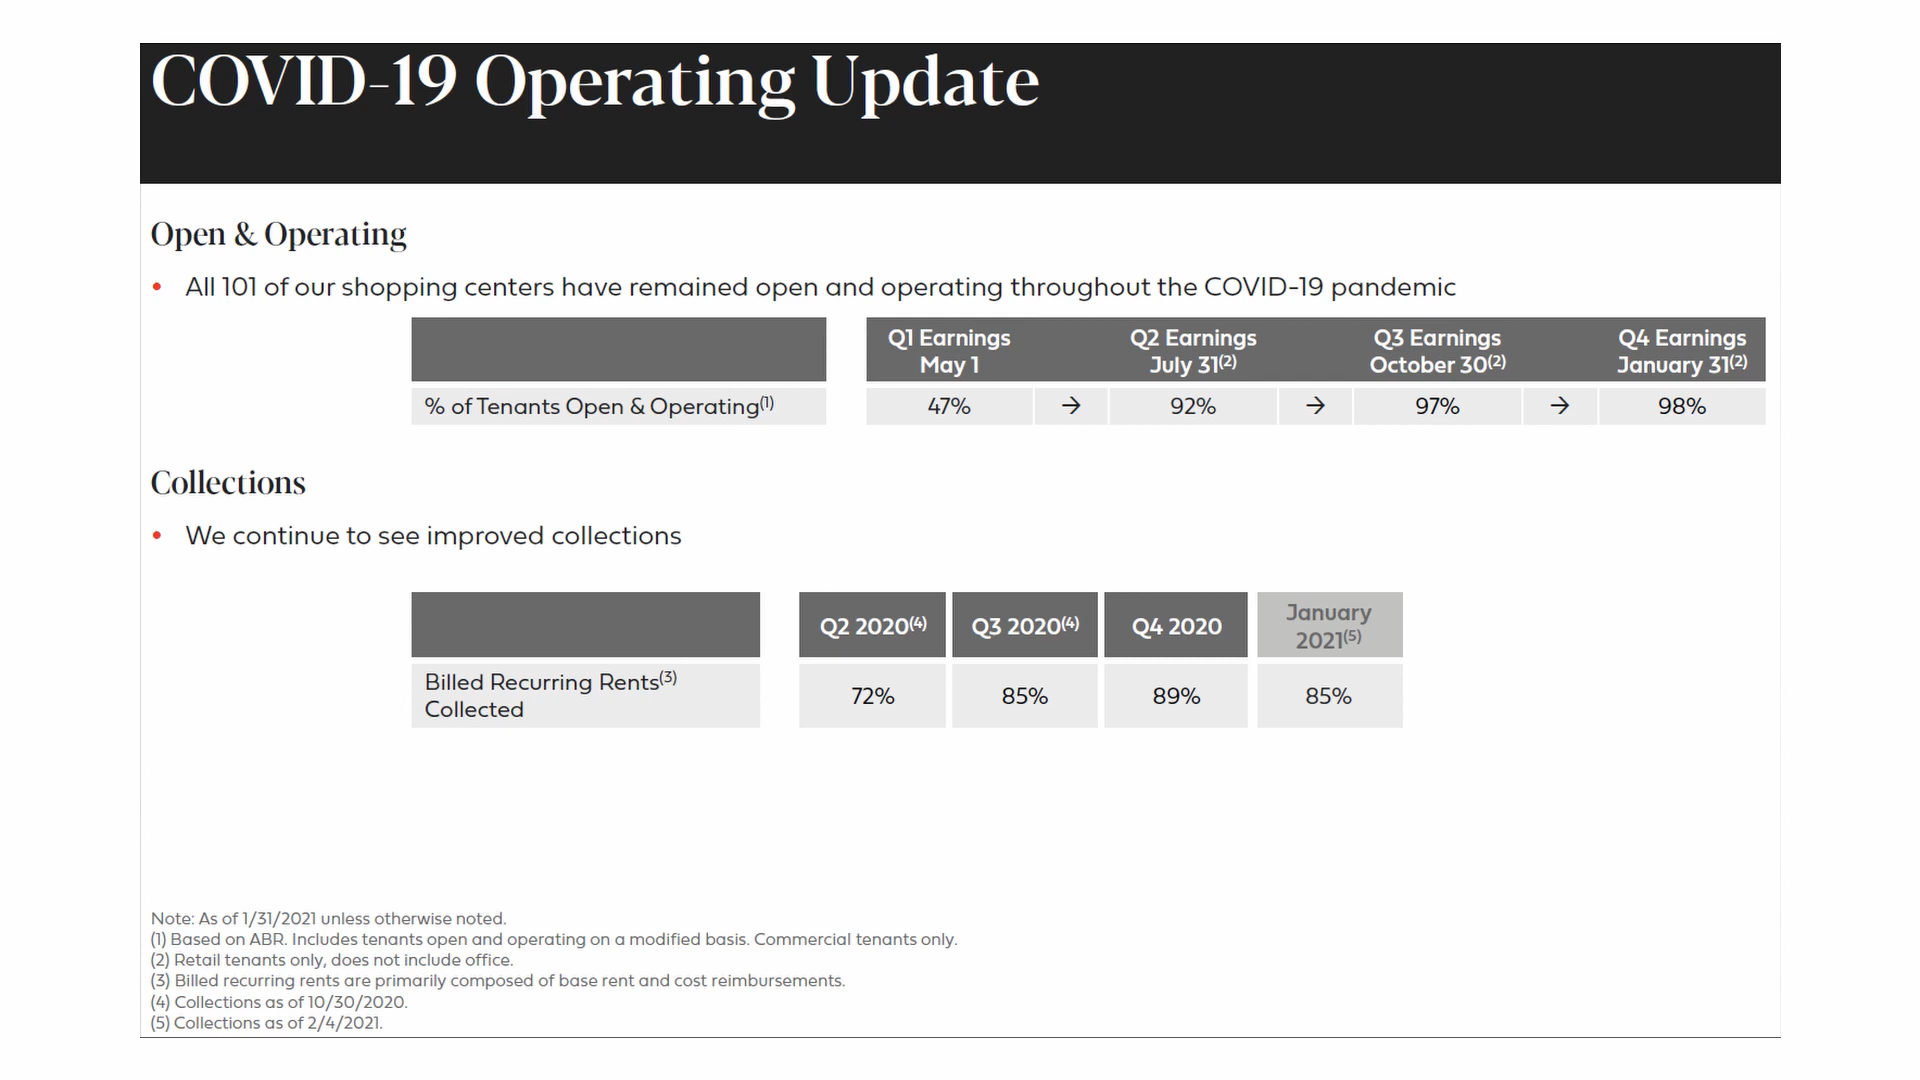 COVID-19 Operating Update
Open & Operating
• All 101 of our shopping centers have remained open and operating throughout the COVID-19 pandemic
Q1 Earnings May 1
Q2 Earnings July 31(2)
Q3 Earnings October 30(2)
Q4 Earnings January 31(2)
% of Tenants Open & Operating(1) 47% → 92% → 97% → 98%
Collections
• We continue to see improved collections
Q2 2020(4) Q3 2020(4) Q4 2020 January 2021(5)
Billed Recurring Rents(3)
Collected
72% 85% 89% 85%
Note: As of 1/31/2021 unless otherwise noted.
(1) Based on ABR. Includes tenants open and operating on a modified basis. Commercial tenants only.
(2) Retail tenants only, does not include office.
(3) Billed recurring rents are primarily composed of base rent and cost reimbursements.
(4) Collections as of 10/30/2020.
(5) Collections as of 2/4/2021.